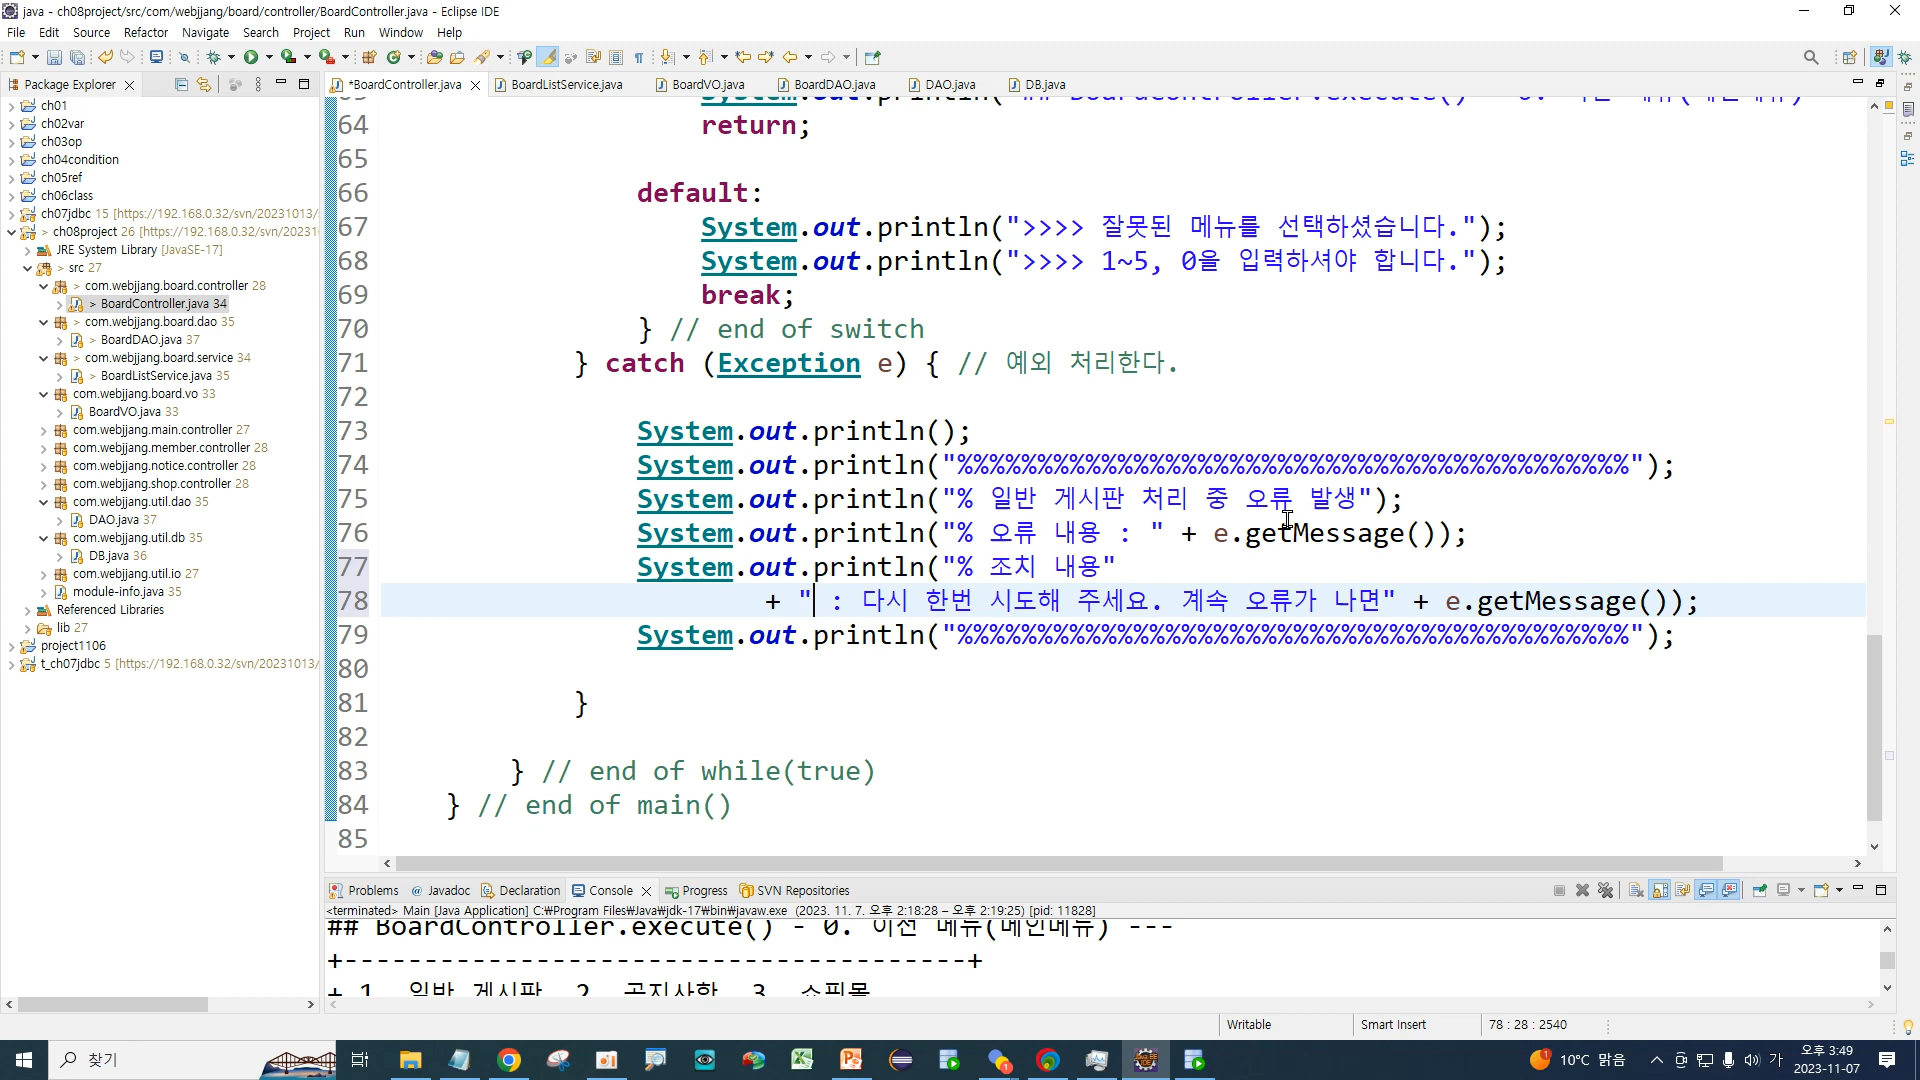 java - ch08project/src/com/webjjang/board/controller/BoardController.java - Eclipse IDE
File Edit Source Refactor Navigate Search Project Run Window Help
Package Explorer
*BoardController.java BoardListService.java BoardVO.java BoardDAO.java DAO.java DB.java
ch01
ch02var
ch03op
ch04condition
ch05ref
ch06class
ch07jdbc 15 [https://192.168.0.32/svn/20231013/
> ch08project 26 [https://192.168.0.32/svn/20231
JRE System Library [JavaSE-17]
> src 27
> com.webjjang.board.controller 28
> BoardController.java 34
> com.webjjang.board.dao 35
> BoardDAO.java 37
> com.webjjang.board.service 34
> BoardListService.java 35
com.webjjang.board.vo 33
BoardVO.java 33
com.webjjang.main.controller 27
com.webjjang.member.controller 28
com.webjjang.notice.controller 28
com.webjjang.shop.controller 28
com.webjjang.util.dao 35
DAO.java 37
com.webjjang.util.db 35
DB.java 36
com.webjjang.util.io 27
module-info.java 35
Referenced Libraries
lib 27
project1106
t_ch07jdbc 5 [https://192.168.0.32/svn/20231013/
64 return;
65
66 default:
67 System.out.println(">>>> 잘못된 메뉴를 선택하셨습니다.");
68 System.out.println(">>>> 1~5, 0을 입력하셔야 합니다.");
69 break;
70 } // end of switch
71 } catch (Exception e) { // 예외 처리한다.
72
73 System.out.println();
74 System.out.println("%%%%%%%%%%%%%%%%%%%%%%%%%%%%%%%%%%%%%%%%%%");
75 System.out.println("% 일반 게시판 처리 중 오류 발생");
76 System.out.println("% 오류 내용 : " + e.getMessage());
77 System.out.println("% 조치 내용"
78 + " : 다시 한번 시도해 주세요. 계속 오류가 나면" + e.getMessage());
79 System.out.println("%%%%%%%%%%%%%%%%%%%%%%%%%%%%%%%%%%%%%%%%%%");
80
81 }
82
83 } // end of while(true)
84 } // end of main()
85
Problems Javadoc Declaration Console Progress SVN Repositories
<terminated> Main [Java Application] C:₩Program Files₩Java₩jdk-17₩bin₩javaw.exe (2023. 11. 7. 오후 2:18:28 – 오후 2:19:25) [pid: 11828]
## BoardController.execute() - 0. 이전 메뉴(메인메뉴) ---
+----------------------------------------+
+ 1. 일반 게시판 2. 공지사항 3. 쇼핑몰
Writable Smart Insert 78 : 28 : 2540
찾기
10°C 맑음
가
오후 3:49
2023-11-07